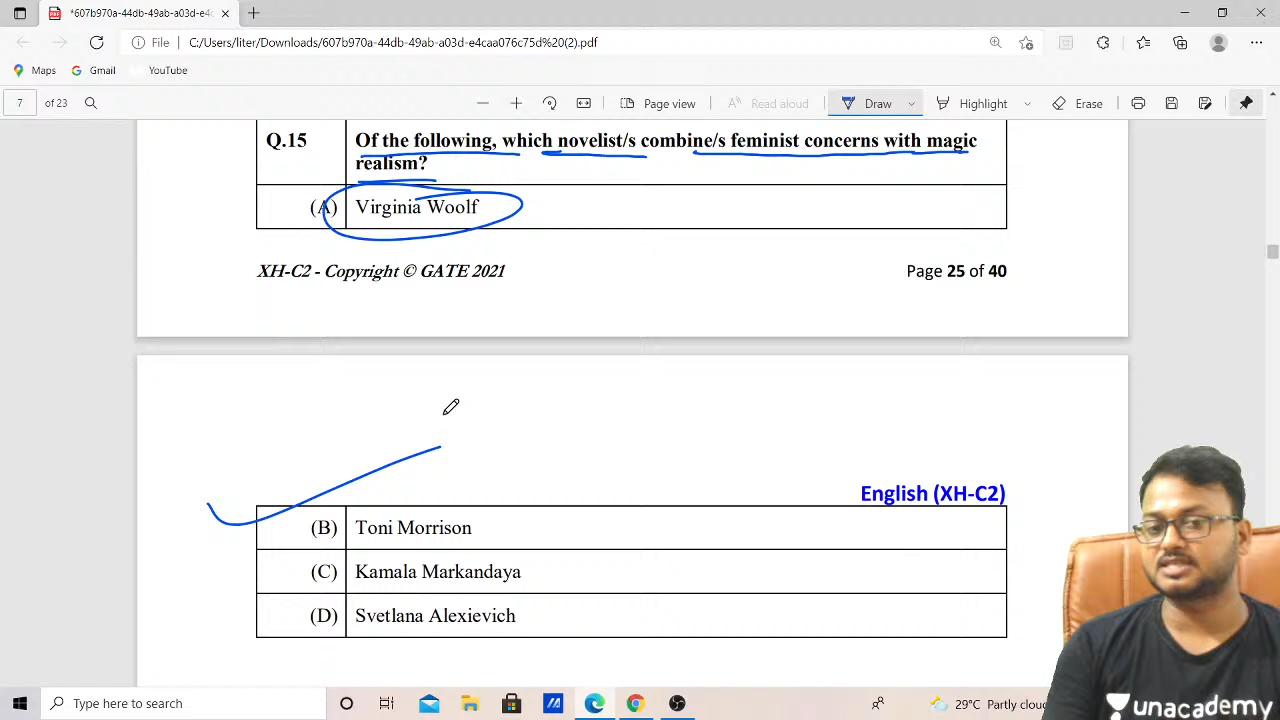 *607b970a-44db-49ab-a03d-e4c
C:/Users/liter/Downloads/607b970a-44db-49ab-a03d-e4caa076c75d%20(2).pdf
File
Maps Gmail YouTube
7 of 23
Page view
Read aloud
Draw
Highlight
Erase
Q.15 Of the following, which novelist/s combine/s feminist concerns with magic
realism?
(A) Virginia Woolf
XH-C2 - Copyright © GATE 2021
Page 25 of 40
English (XH-C2)
(B) Toni Morrison
(C) Kamala Markandaya
(D) Svetlana Alexievich
unacademy
Type here to search
29°C Partly cloud